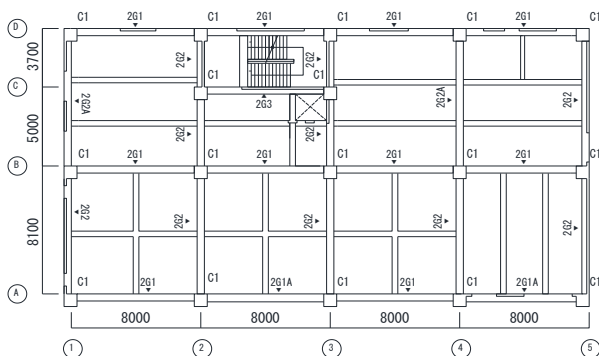 C1 2G1 C1 2G1 C1 2G1 C1 2G1 C1
D
3700 2G2 C1 C1 2G2
C
2G3
2G2A 2G2A 2G2
5000 2G2 2G2
C1 2G1 C1 2G1 C1 2G1 C1 2G1 C1
B
8100 2G2 2G2 2G2 2G2 2G2
C1 2G1 C1 2G1A C1 2G1 C1 2G1A C1
A
8000 8000 8000 8000
1 2 3 4 5